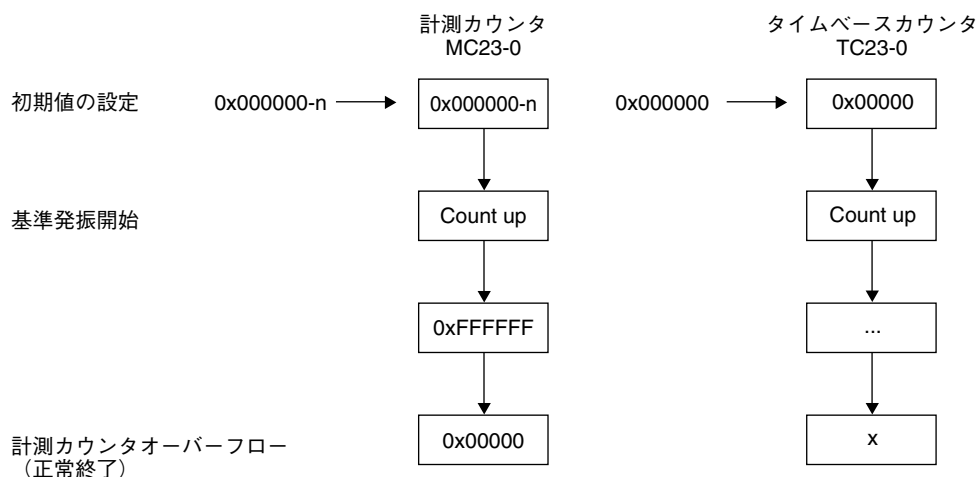 計測カウンタ
MC23-0
タイムベースカウンタ
TC23-0
初期値の設定
0x000000-n
0x000000-n
0x000000
0x00000
基準発振開始
Count up
Count up
0xFFFFFF
...
計測カウンタオーバーフロー
（正常終了）
0x00000
x